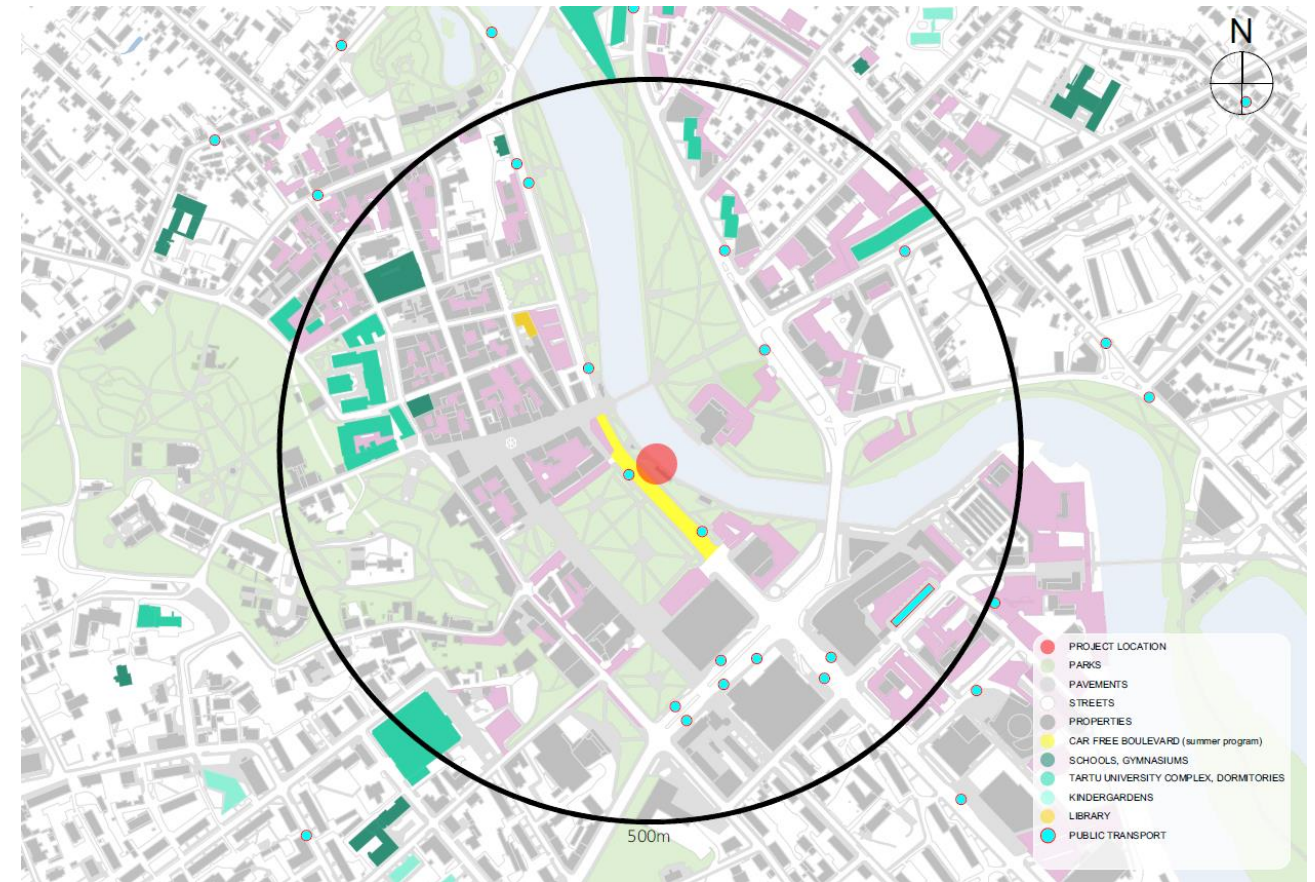 N
500m
PROJECT LOCATION
PARKS
PAVEMENTS
STREETS
PROPERTIES
CAR FREE BOULEVARD (summer program)
SCHOOLS, GYMNASIUMS
TARTU UNIVERSITY COMPLEX, DORMITORIES
KINDERGARDENS
LIBRARY
PUBLIC TRANSPORT